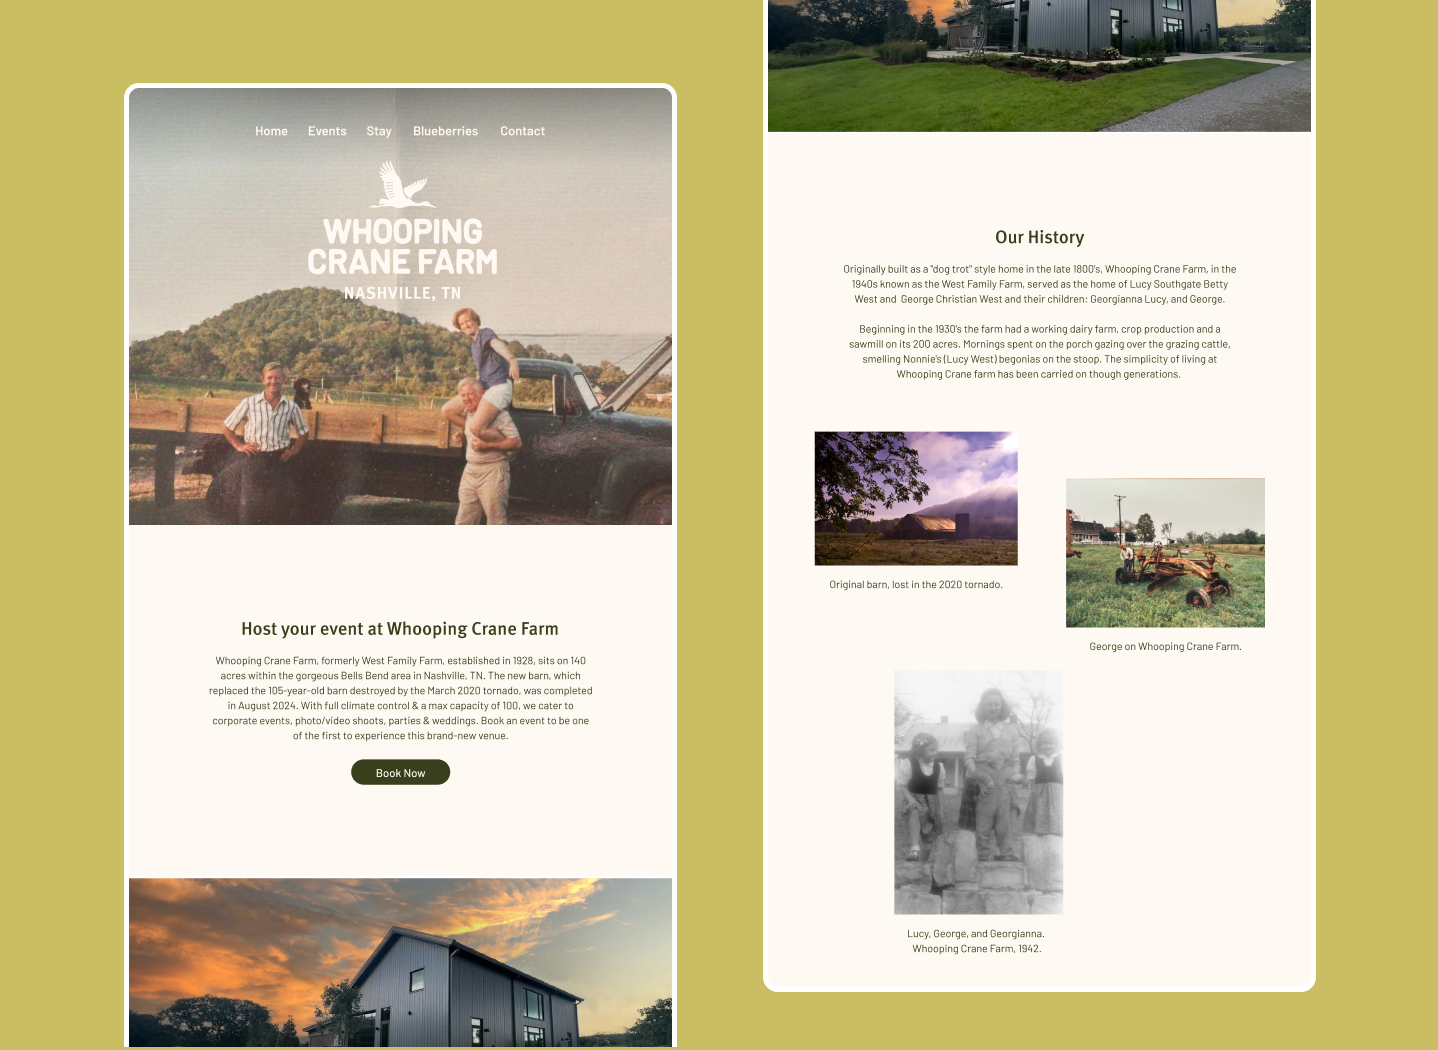 Home Events Stay Blueberries Contact
WHOOPING
CRANE FARM
NASHVILLE, TN
Host your event at Whooping Crane Farm
Whooping Crane Farm, formerly West Family Farm, established in 1928, sits on 140
acres within the gorgeous Bells Bend area in Nashville, TN. The new barn, which
replaced the 105-year-old barn destroyed by the March 2020 tornado, was completed
in August 2024. With full climate control & a max capacity of 100, we cater to
corporate events, photo/video shoots, parties & weddings. Book an event to be one
of the first to experience this brand-new venue.
Book Now
Our History
Originally built as a "dog trot" style home in the late 1800's, Whooping Crane Farm, in the
1940s known as the West Family Farm, served as the home of Lucy Southgate Betty
West and George Christian West and their children: Georgianna Lucy, and George.
Beginning in the 1930's the farm had a working dairy farm, crop production and a
sawmill on its 200 acres. Mornings spent on the porch gazing over the grazing cattle,
smelling Nonnie's (Lucy West) begonias on the stoop. The simplicity of living at
Whooping Crane farm has been carried on though generations.
Original barn, lost in the 2020 tornado.
George on Whooping Crane Farm.
Lucy, George, and Georgianna.
Whooping Crane Farm, 1942.